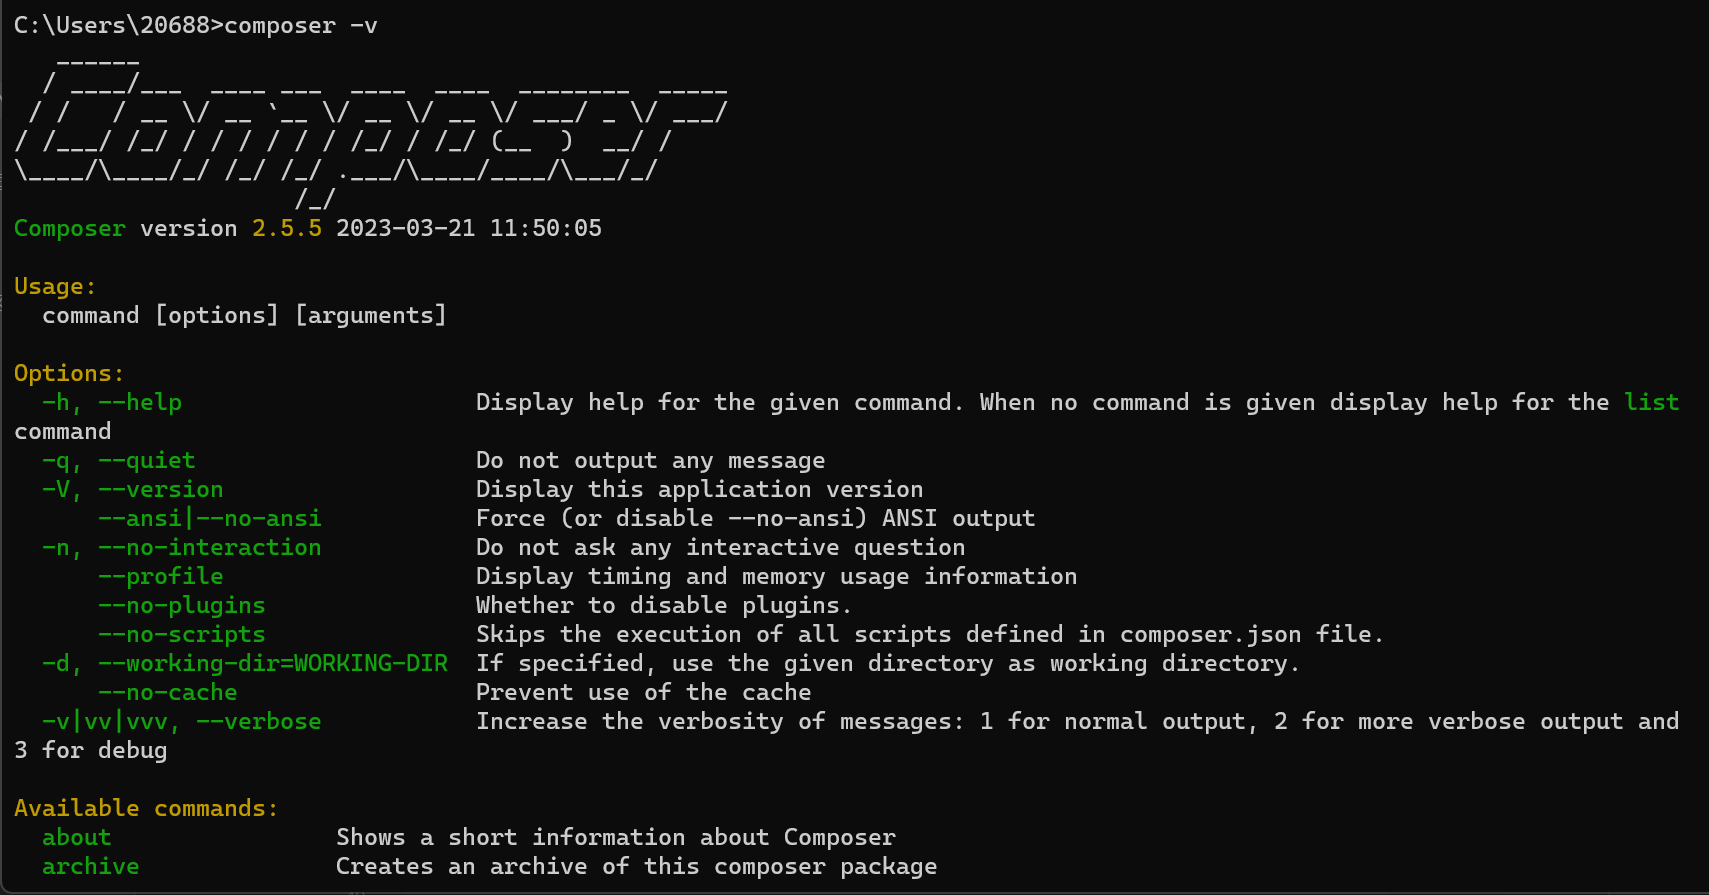 C:\Users\20688>composer -v
   ______
  / ____/___  ____ ___  ____  ____  ________  _____
 / /   / __ \/ __ `__ \/ __ \/ __ \/ ___/ _ \/ ___/
/ /___/ /_/ / / / / / / /_/ / /_/ (__  )  __/ /
\____/\____/_/ /_/ /_/ .___/\____/____/\___/_/
                    /_/
Composer version 2.5.5 2023-03-21 11:50:05
Usage:
  command [options] [arguments]
Options:
  -h, --help                     Display help for the given command. When no command is given display help for the list
command
  -q, --quiet                    Do not output any message
  -V, --version                  Display this application version
      --ansi|--no-ansi           Force (or disable --no-ansi) ANSI output
  -n, --no-interaction           Do not ask any interactive question
      --profile                  Display timing and memory usage information
      --no-plugins               Whether to disable plugins.
      --no-scripts               Skips the execution of all scripts defined in composer.json file.
  -d, --working-dir=WORKING-DIR  If specified, use the given directory as working directory.
      --no-cache                 Prevent use of the cache
  -v|vv|vvv, --verbose           Increase the verbosity of messages: 1 for normal output, 2 for more verbose output and
3 for debug
Available commands:
  about                Shows a short information about Composer
  archive              Creates an archive of this composer package